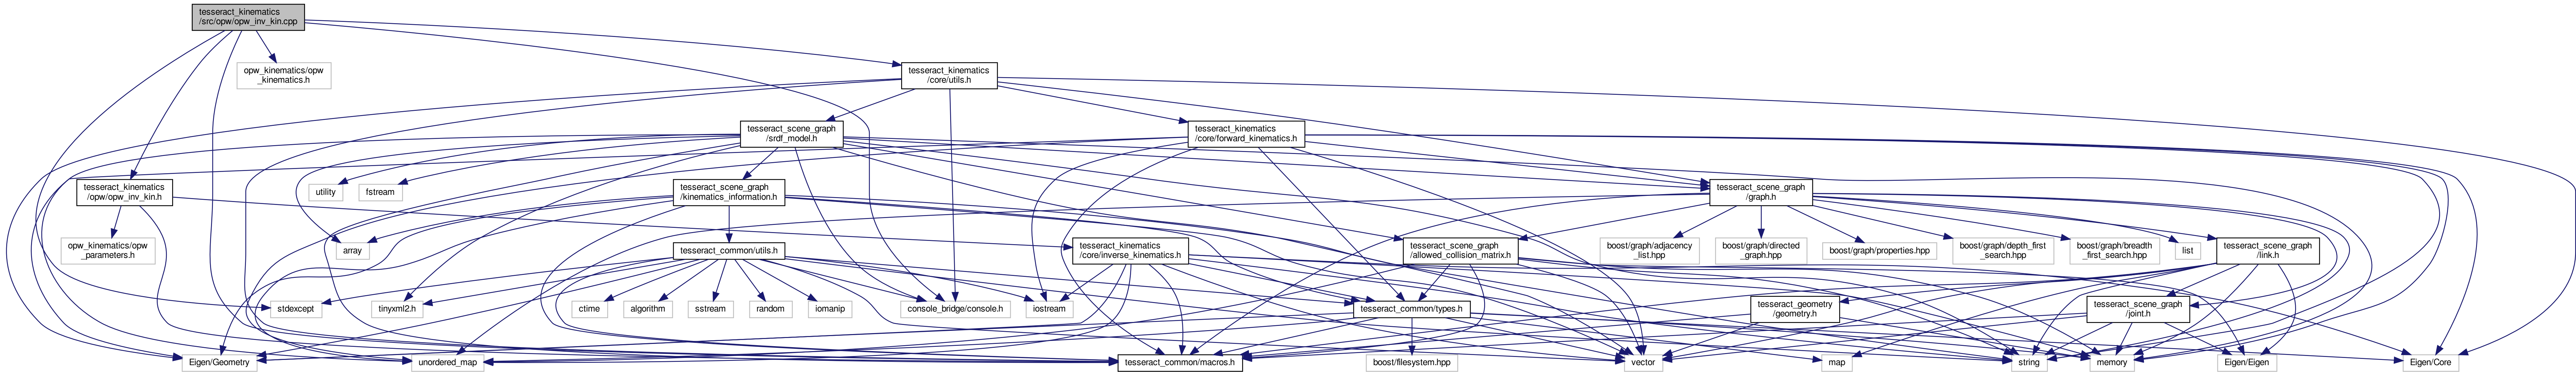 tesseract_kinematics
/src/opw/opw_inv_kin.cpp
opw_kinematics/opw
_kinematics.h
tesseract_kinematics
/core/utils.h
tesseract_scene_graph
/srdf_model.h
tesseract_kinematics
/core/forward_kinematics.h
tesseract_kinematics
/opw/opw_inv_kin.h
utility
fstream
tesseract_scene_graph
/kinematics_information.h
tesseract_scene_graph
/graph.h
opw_kinematics/opw
_parameters.h
array
tesseract_common/utils.h
tesseract_kinematics
/core/inverse_kinematics.h
tesseract_scene_graph
/allowed_collision_matrix.h
boost/graph/adjacency
_list.hpp
boost/graph/directed
_graph.hpp
boost/graph/properties.hpp
boost/graph/depth_first
_search.hpp
boost/graph/breadth
_first_search.hpp
list
tesseract_scene_graph
/link.h
stdexcept
tinyxml2.h
ctime
algorithm
sstream
random
iomanip
console_bridge/console.h
iostream
tesseract_common/types.h
tesseract_geometry
/geometry.h
tesseract_scene_graph
/joint.h
Eigen/Geometry
unordered_map
tesseract_common/macros.h
boost/filesystem.hpp
vector
map
string
memory
Eigen/Eigen
Eigen/Core